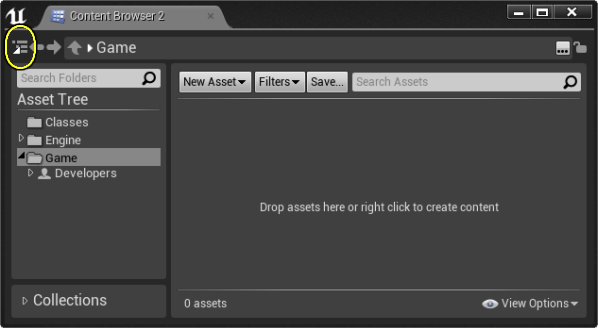 Content Browser 2
Game
Search Folders
Asset Tree
Classes
Engine
Game
Developers
Collections
New Asset
Filters
Save...
Search Assets
Drop assets here or right click to create content
0 assets
View Options